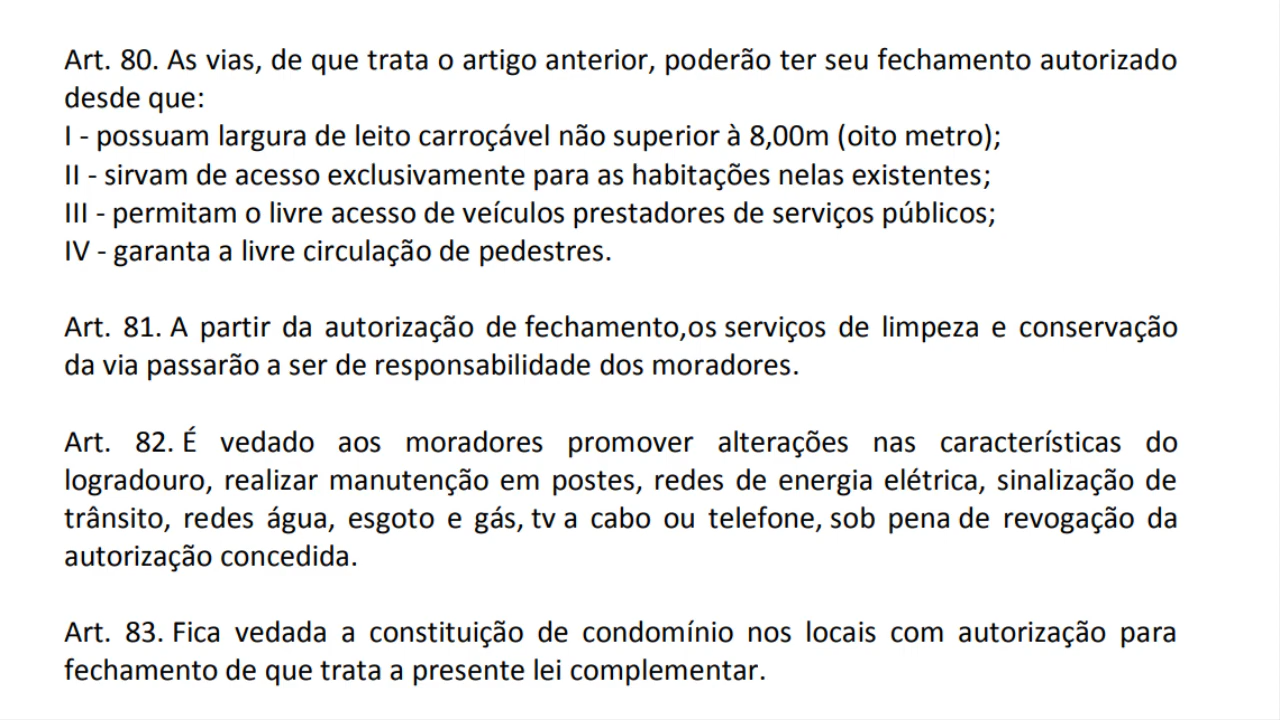 Art. 80. As vias, de que trata o artigo anterior, poderão ter seu fechamento autorizado
desde que:
I - possuam largura de leito carroçável não superior à 8,00m (oito metro);
II - sirvam de acesso exclusivamente para as habitações nelas existentes;
III - permitam o livre acesso de veículos prestadores de serviços públicos;
IV - garanta a livre circulação de pedestres.
Art. 81. A partir da autorização de fechamento,os serviços de limpeza e conservação
da via passarão a ser de responsabilidade dos moradores.
Art. 82. É vedado aos moradores promover alterações nas características do
logradouro, realizar manutenção em postes, redes de energia elétrica, sinalização de
trânsito, redes água, esgoto e gás, tv a cabo ou telefone, sob pena de revogação da
autorização concedida.
Art. 83. Fica vedada a constituição de condomínio nos locais com autorização para
fechamento de que trata a presente lei complementar.